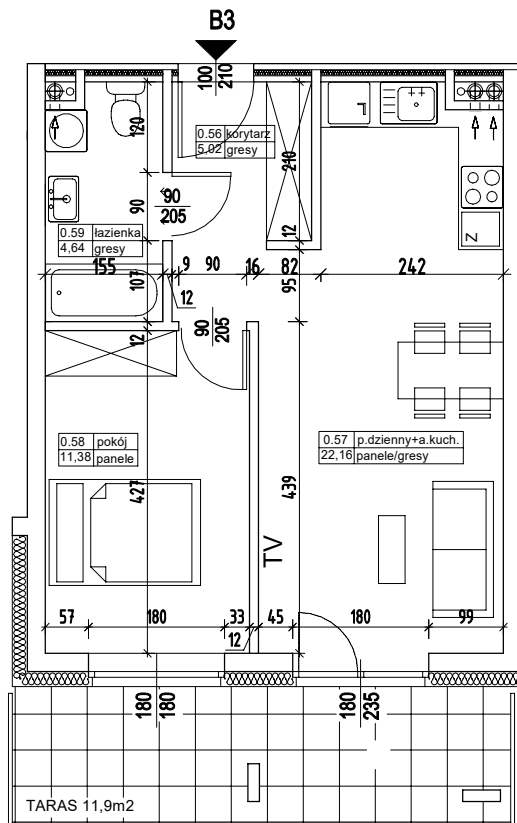 B3
100
210
120
0.56 korytarz
5,02 gresy
210
90
90
205
0.59 łazienka
4,64 gresy
12
Z
155
9
90
16
82
242
107
12
95
12
90
205
0.58 pokój
11,38 panele
0.57 p.dzienny+a.kuch.
22,16 panele/gresy
427
439
TV
57
180
33
45
180
99
12
180
180
180
235
TARAS 11,9m2